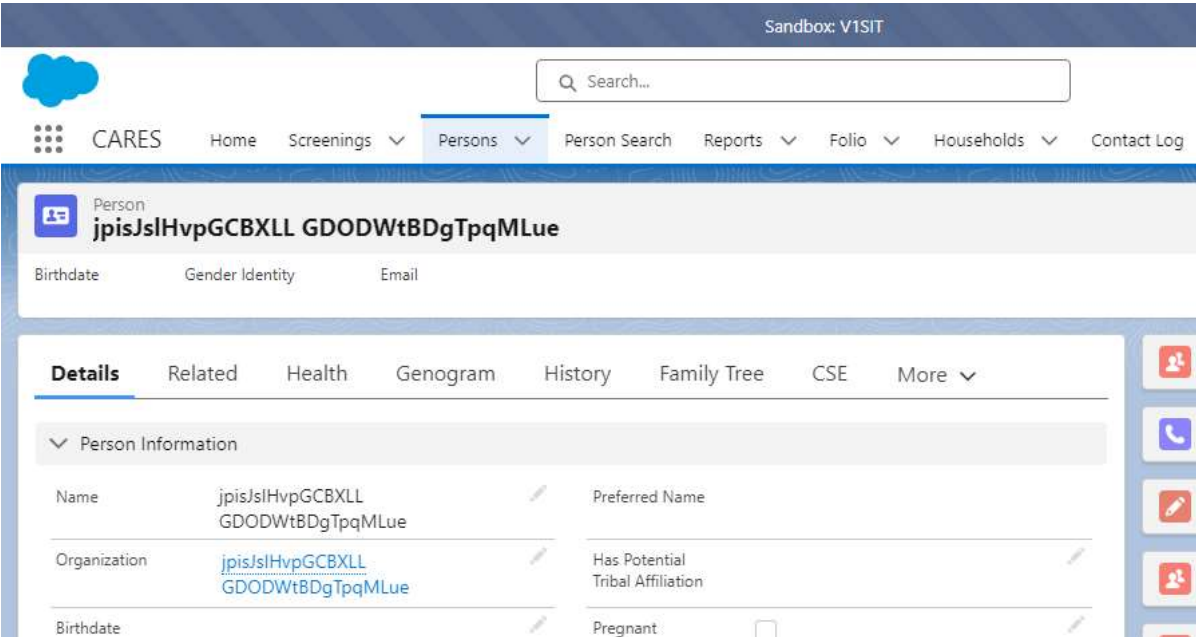 Sandbox: V1SIT
Search...
CARES Home Screenings Persons Person Search Reports Folio Households Contact Log
Person
jpisJslHvpGCBXLL GDODWtBDgTpqMLue
Birthdate Gender Identity Email
Details Related Health Genogram History Family Tree CSE More
Person Information
Name jpisJslHvpGCBXLL Preferred Name
GDODWtBDgTpqMLue
Organization jpisJslHvpGCBXLL Has Potential
GDODWtBDgTpqMLue Tribal Affiliation
Birthdate Pregnant